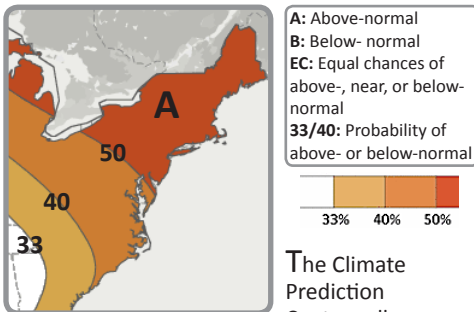 A
50
40
33
A: Above-normal
B: Below- normal
EC: Equal chances of
above-, near, or below-
normal
33/40: Probability of
above- or below-normal
33% 40% 50%
The Climate
Prediction